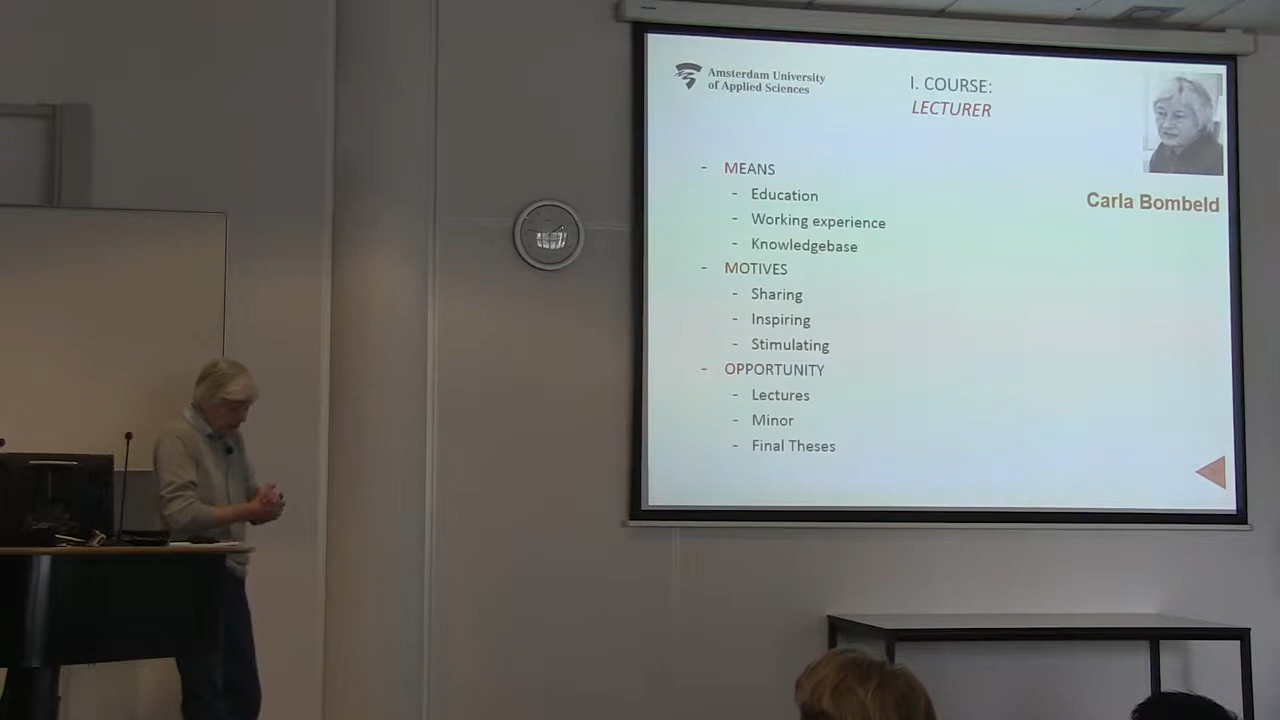 Amsterdam University
of Applied Sciences
I. COURSE:
LECTURER
Carla Bombeld
- MEANS
- Education
- Working experience
- Knowledgebase
- MOTIVES
- Sharing
- Inspiring
- Stimulating
- OPPORTUNITY
- Lectures
- Minor
- Final Theses